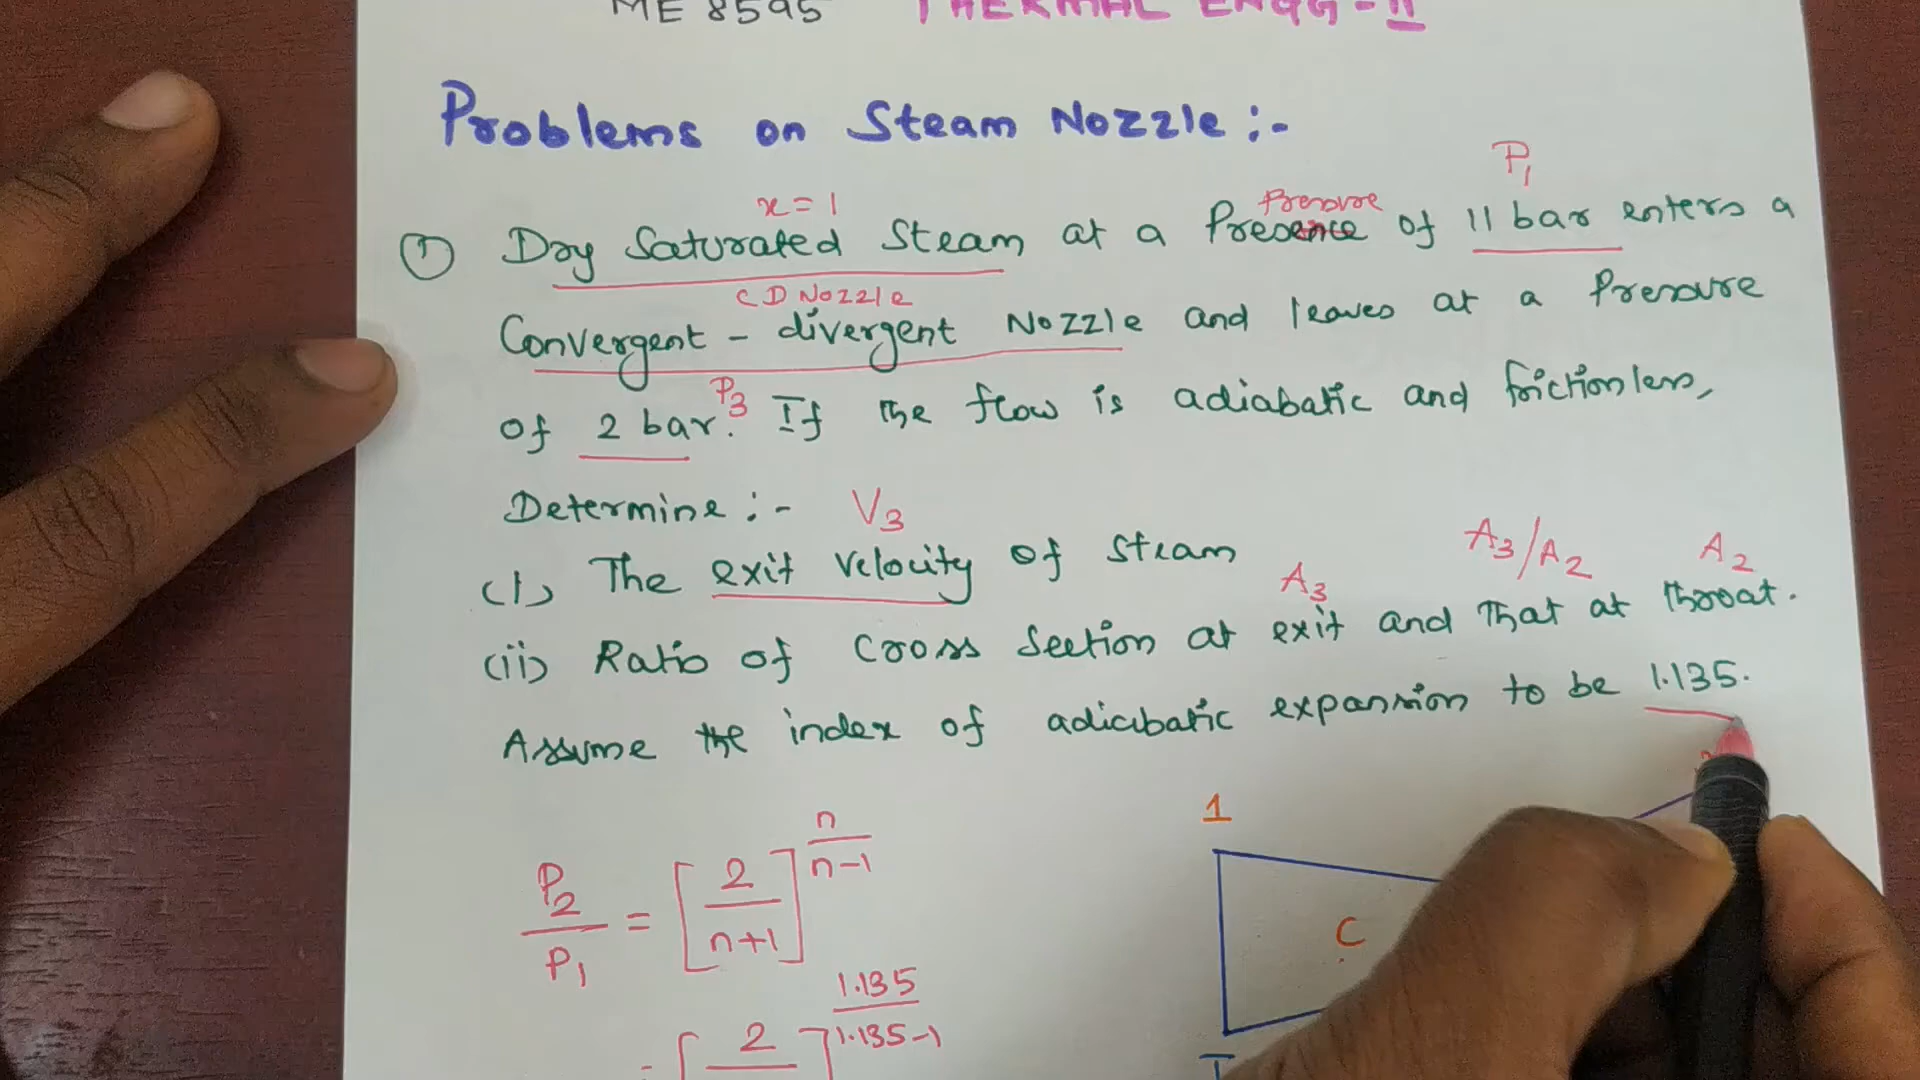 ME 8595 THERMAL ENGG - II
Problems on Steam Nozzle :-
P1
x = 1
Pressure
① Dry Saturated Steam at a Presence of 11 bar enters a
CD Nozzle
Convergent - divergent Nozzle and leaves at a Pressure
P3
of 2 bar. If the flow is adiabatic and frictionless,
Determine :- V3
A3/A2 A2
(i) The exit velocity of steam
A3
(ii) Ratio of Cross Section at exit and that at throat.
Assume the index of adiabatic expansion to be 1.135.
1
P2/P1 = [2/n+1] n/n-1
C
= [2 ] 1.135/1.135-1